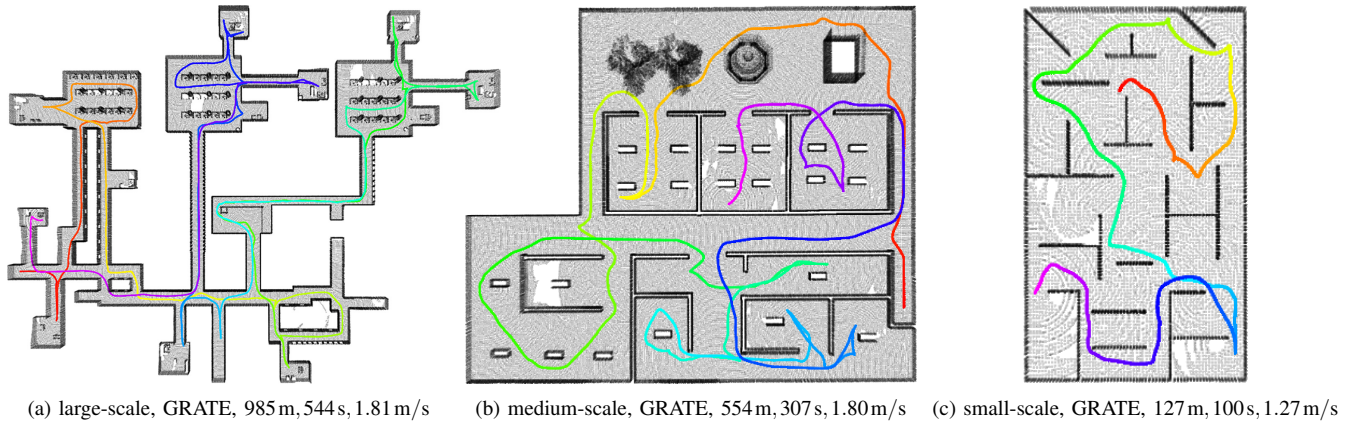 (a) large-scale, GRATE, 985 m, 544 s, 1.81 m/s
(b) medium-scale, GRATE, 554 m, 307 s, 1.80 m/s
(c) small-scale, GRATE, 127 m, 100 s, 1.27 m/s